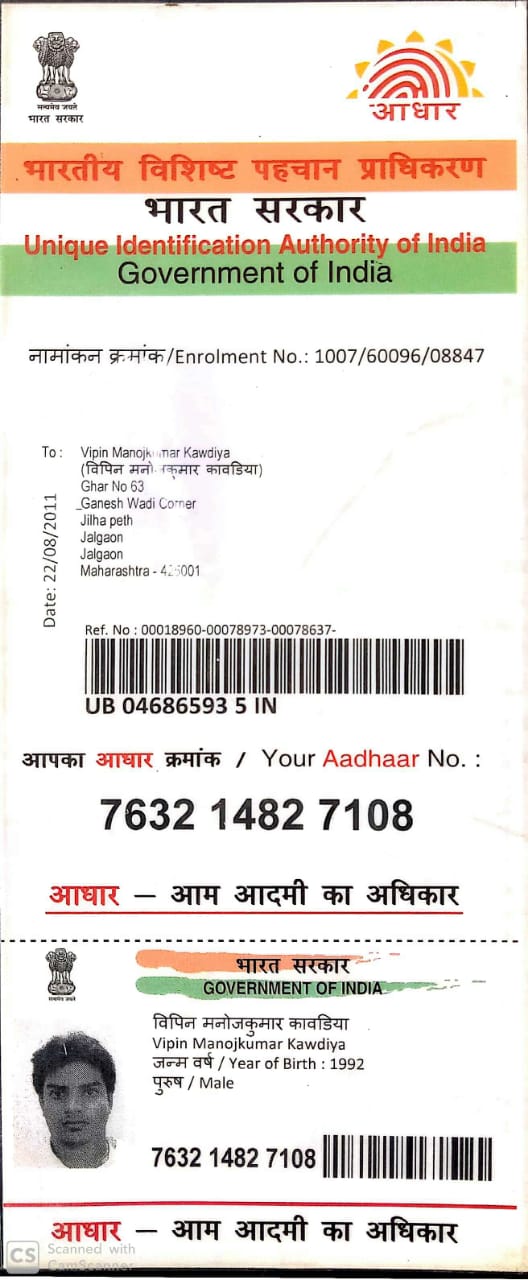 सत्यमेव जयते
भारत सरकार
आधार
भारतीय विशिष्ट पहचान प्राधिकरण
भारत सरकार
Unique Identification Authority of India
Government of India
नामांकन क्रमांक/Enrolment No.: 1007/60096/08847
To : Vipin Manojkumar Kawdiya
(विपिन मनोजकुमार कावडिया)
Ghar No 63
_Ganesh Wadi Corner
Jilha peth
Jalgaon
Jalgaon
Maharashtra -
Date: 22/08/2011
Ref. No : 00018960-00078973-00078637-
UB 04686593 5 IN
आपका आधार क्रमांक / Your Aadhaar No. :
7632 1482 7108
आधार – आम आदमी का अधिकार
सत्यमेव जयते
भारत सरकार
GOVERNMENT OF INDIA
विपिन मनोजकुमार कावडिया
Vipin Manojkumar Kawdiya
जन्म वर्ष / Year of Birth : 1992
पुरुष / Male
7632 1482 7108
आधार – आम आदमी का अधिकार
CS Scanned with
CamScanner